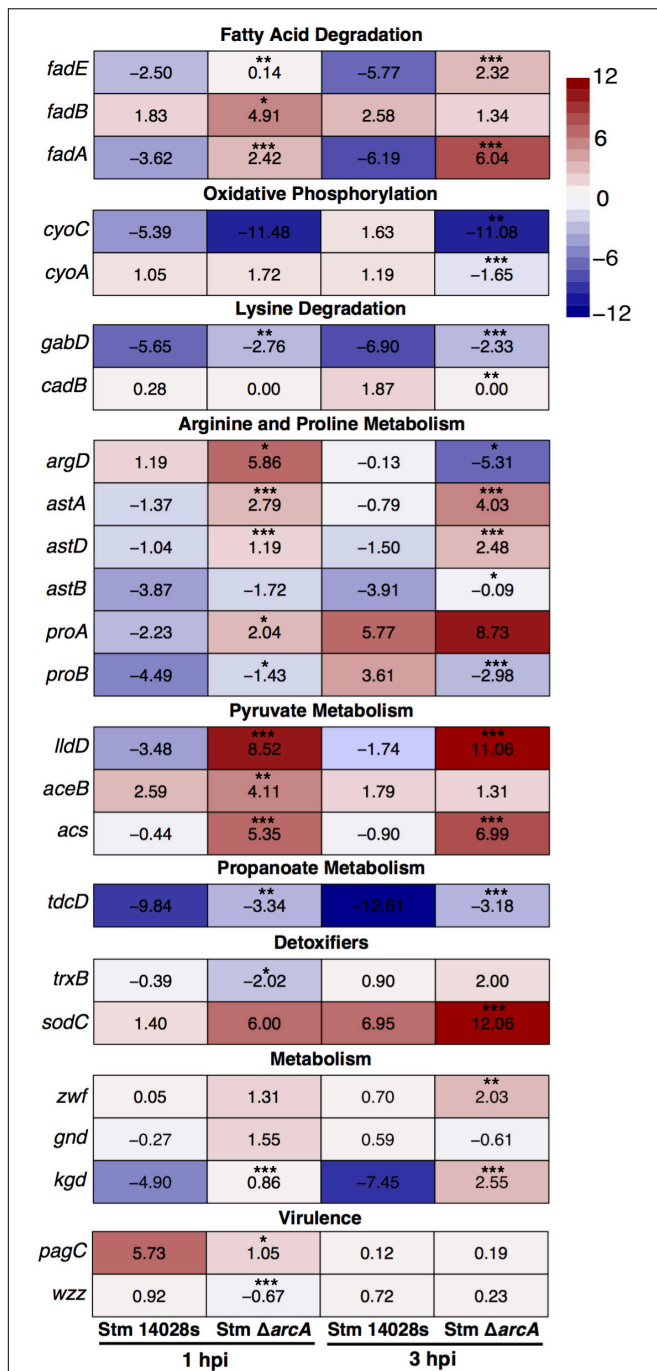 Fatty Acid Degradation
fadE −2.50 ** 0.14 −5.77 *** 2.32
fadB 1.83 * 4.91 2.58 1.34
fadA −3.62 *** 2.42 −6.19 *** 6.04
12
6
0
−6
−12
Oxidative Phosphorylation
cyoC −5.39 −11.48 1.63 ** −11.08
cyoA 1.05 1.72 1.19 *** −1.65
Lysine Degradation
gabD −5.65 ** −2.76 −6.90 *** −2.33
cadB 0.28 0.00 1.87 ** 0.00
Arginine and Proline Metabolism
argD 1.19 * 5.86 −0.13 * −5.31
astA −1.37 *** 2.79 −0.79 *** 4.03
astD −1.04 *** 1.19 −1.50 *** 2.48
astB −3.87 −1.72 −3.91 * −0.09
proA −2.23 * 2.04 5.77 8.73
proB −4.49 * −1.43 3.61 *** −2.98
Pyruvate Metabolism
lldD −3.48 *** 8.52 −1.74 *** 11.06
aceB 2.59 ** 4.11 1.79 1.31
acs −0.44 *** 5.35 −0.90 *** 6.99
Propanoate Metabolism
tdcD −9.84 ** −3.34 −12.61 *** −3.18
Detoxifiers
trxB −0.39 * −2.02 0.90 2.00
sodC 1.40 6.00 6.95 *** 12.06
Metabolism
zwf 0.05 1.31 0.70 ** 2.03
gnd −0.27 1.55 0.59 −0.61
kgd −4.90 *** 0.86 −7.45 *** 2.55
Virulence
pagC 5.73 * 1.05 0.12 0.19
wzz 0.92 *** −0.67 0.72 0.23
Stm 14028s Stm ΔarcA Stm 14028s Stm ΔarcA
1 hpi 3 hpi